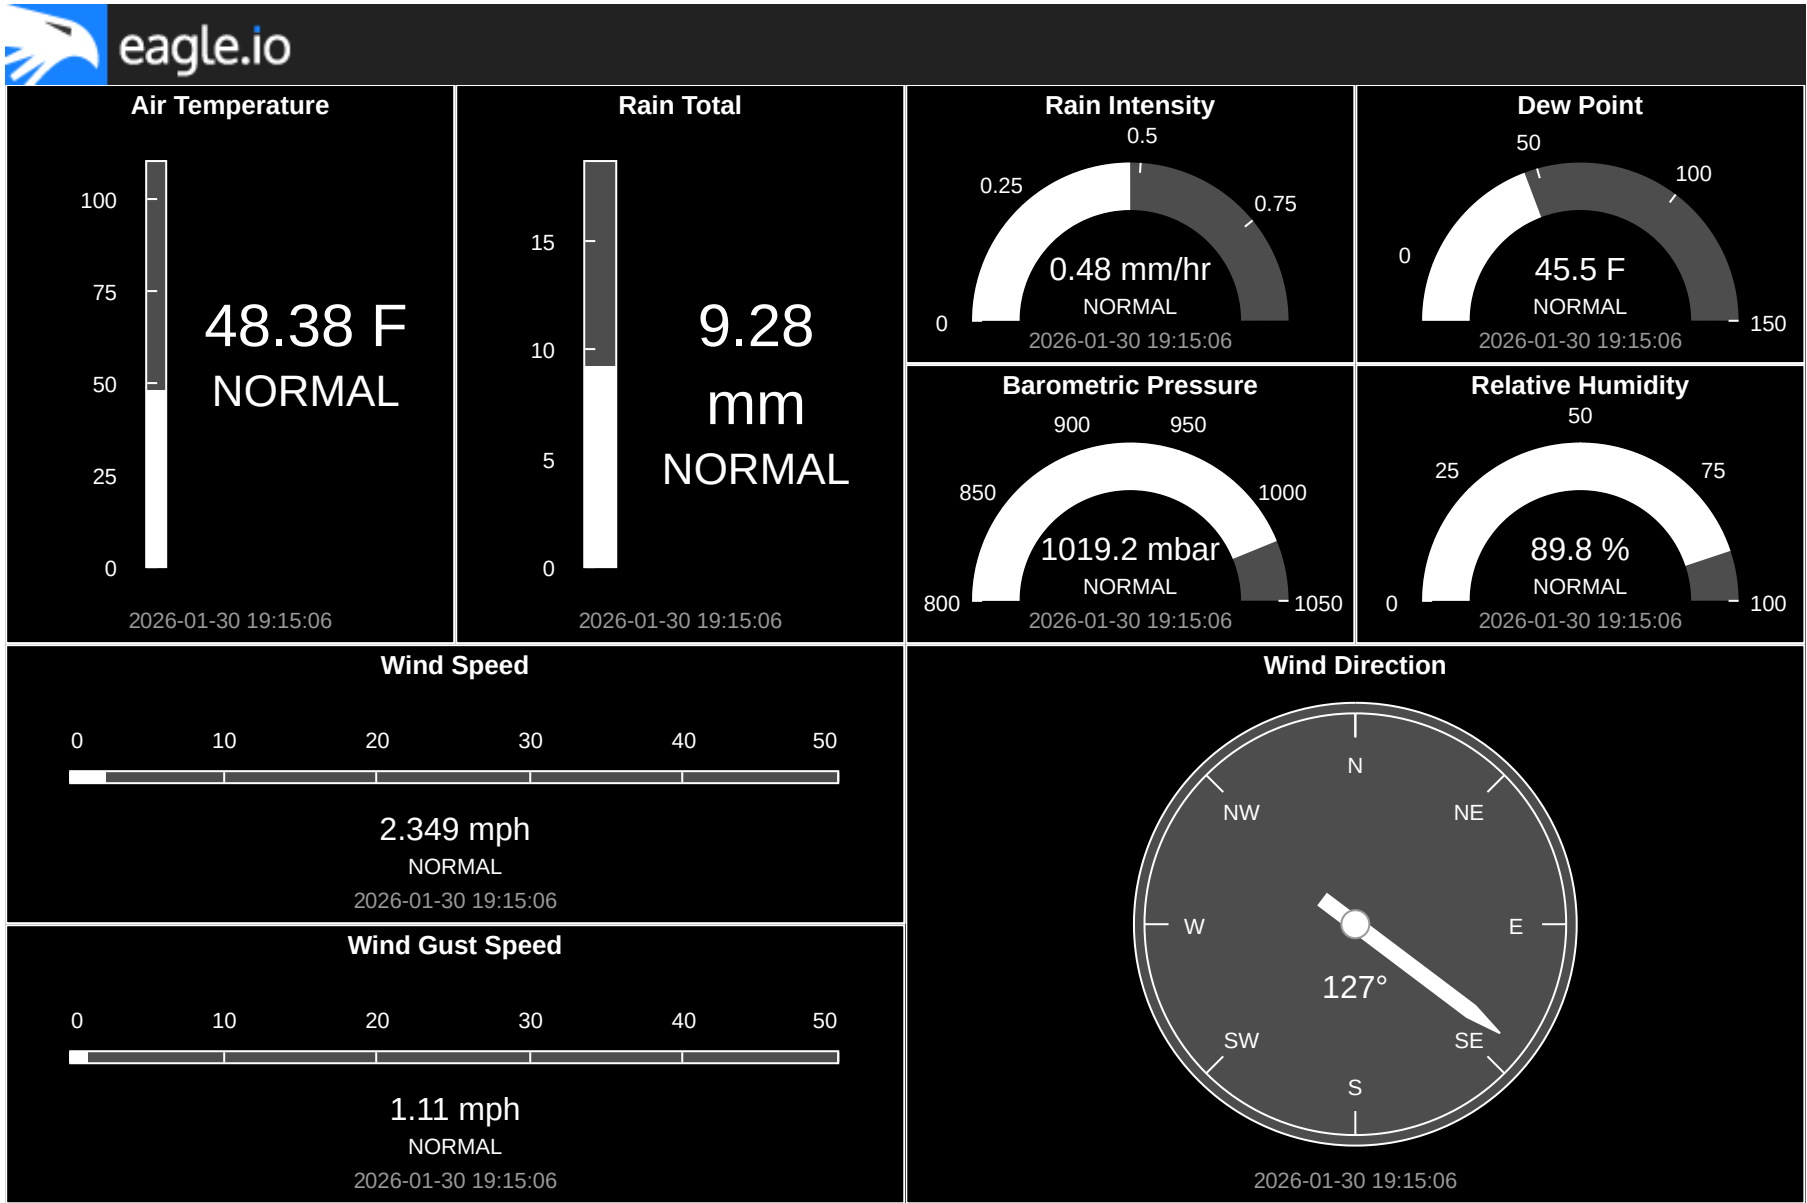 eagle.io
Air Temperature
100
75
50
25
0
48.38 F
NORMAL
2026-01-30 19:15:06
Rain Total
15
10
5
0
9.28
mm
NORMAL
2026-01-30 19:15:06
Rain Intensity
0
0.25
0.5
0.75
0.48 mm/hr
NORMAL
2026-01-30 19:15:06
Dew Point
0
50
100
150
45.5 F
NORMAL
2026-01-30 19:15:06
Barometric Pressure
800
850
900
950
1000
1050
1019.2 mbar
NORMAL
2026-01-30 19:15:06
Relative Humidity
0
25
50
75
100
89.8 %
NORMAL
2026-01-30 19:15:06
Wind Speed
0 10 20 30 40 50
2.349 mph
NORMAL
2026-01-30 19:15:06
Wind Gust Speed
0 10 20 30 40 50
1.11 mph
NORMAL
2026-01-30 19:15:06
Wind Direction
N
NW NE
W E
127°
SW SE
S
2026-01-30 19:15:06